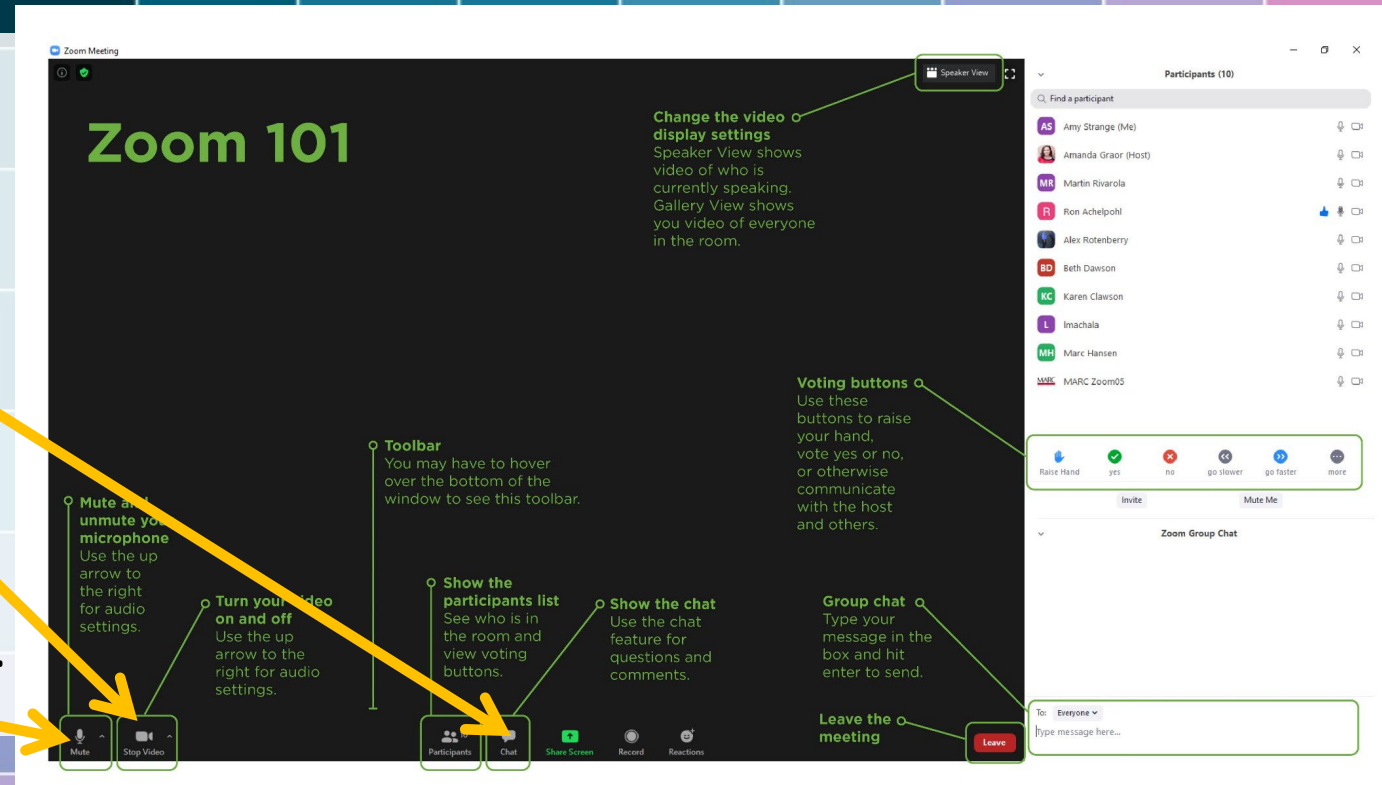 Zoom Meeting
Speaker View
Zoom 101
Change the video
display settings
Speaker View shows
video of who is
currently speaking.
Gallery View shows
you video of everyone
in the room.
Participants (10)
Find a participant
AS Amy Strange (Me)
Amanda Graor (Host)
MR Martin Rivarola
R Ron Achelpohl
Alex Rotenberry
BD Beth Dawson
KC Karen Clawson
L lmachala
MH Marc Hansen
MARC MARC Zoom05
Voting buttons
Use these
buttons to raise
your hand,
vote yes or no,
or otherwise
communicate
with the host
and others.
Raise Hand yes no go slower go faster more
Invite Mute Me
Zoom Group Chat
Toolbar
You may have to hover
over the bottom of the
window to see this toolbar.
Mute and
unmute
microphone
Use the up
arrow to
the right
for audio
settings.
Turn your video
on and off
Use the up
arrow to the
right for audio
settings.
Show the
participants list
See who is in
the room and
view voting
buttons.
Show the chat
Use the chat
feature for
questions and
comments.
Group chat
Type your
message in the
box and hit
enter to send.
Leave the
meeting
To: Everyone
Type message here...
Mute Stop Video Participants Chat Share Screen Record Reactions Leave